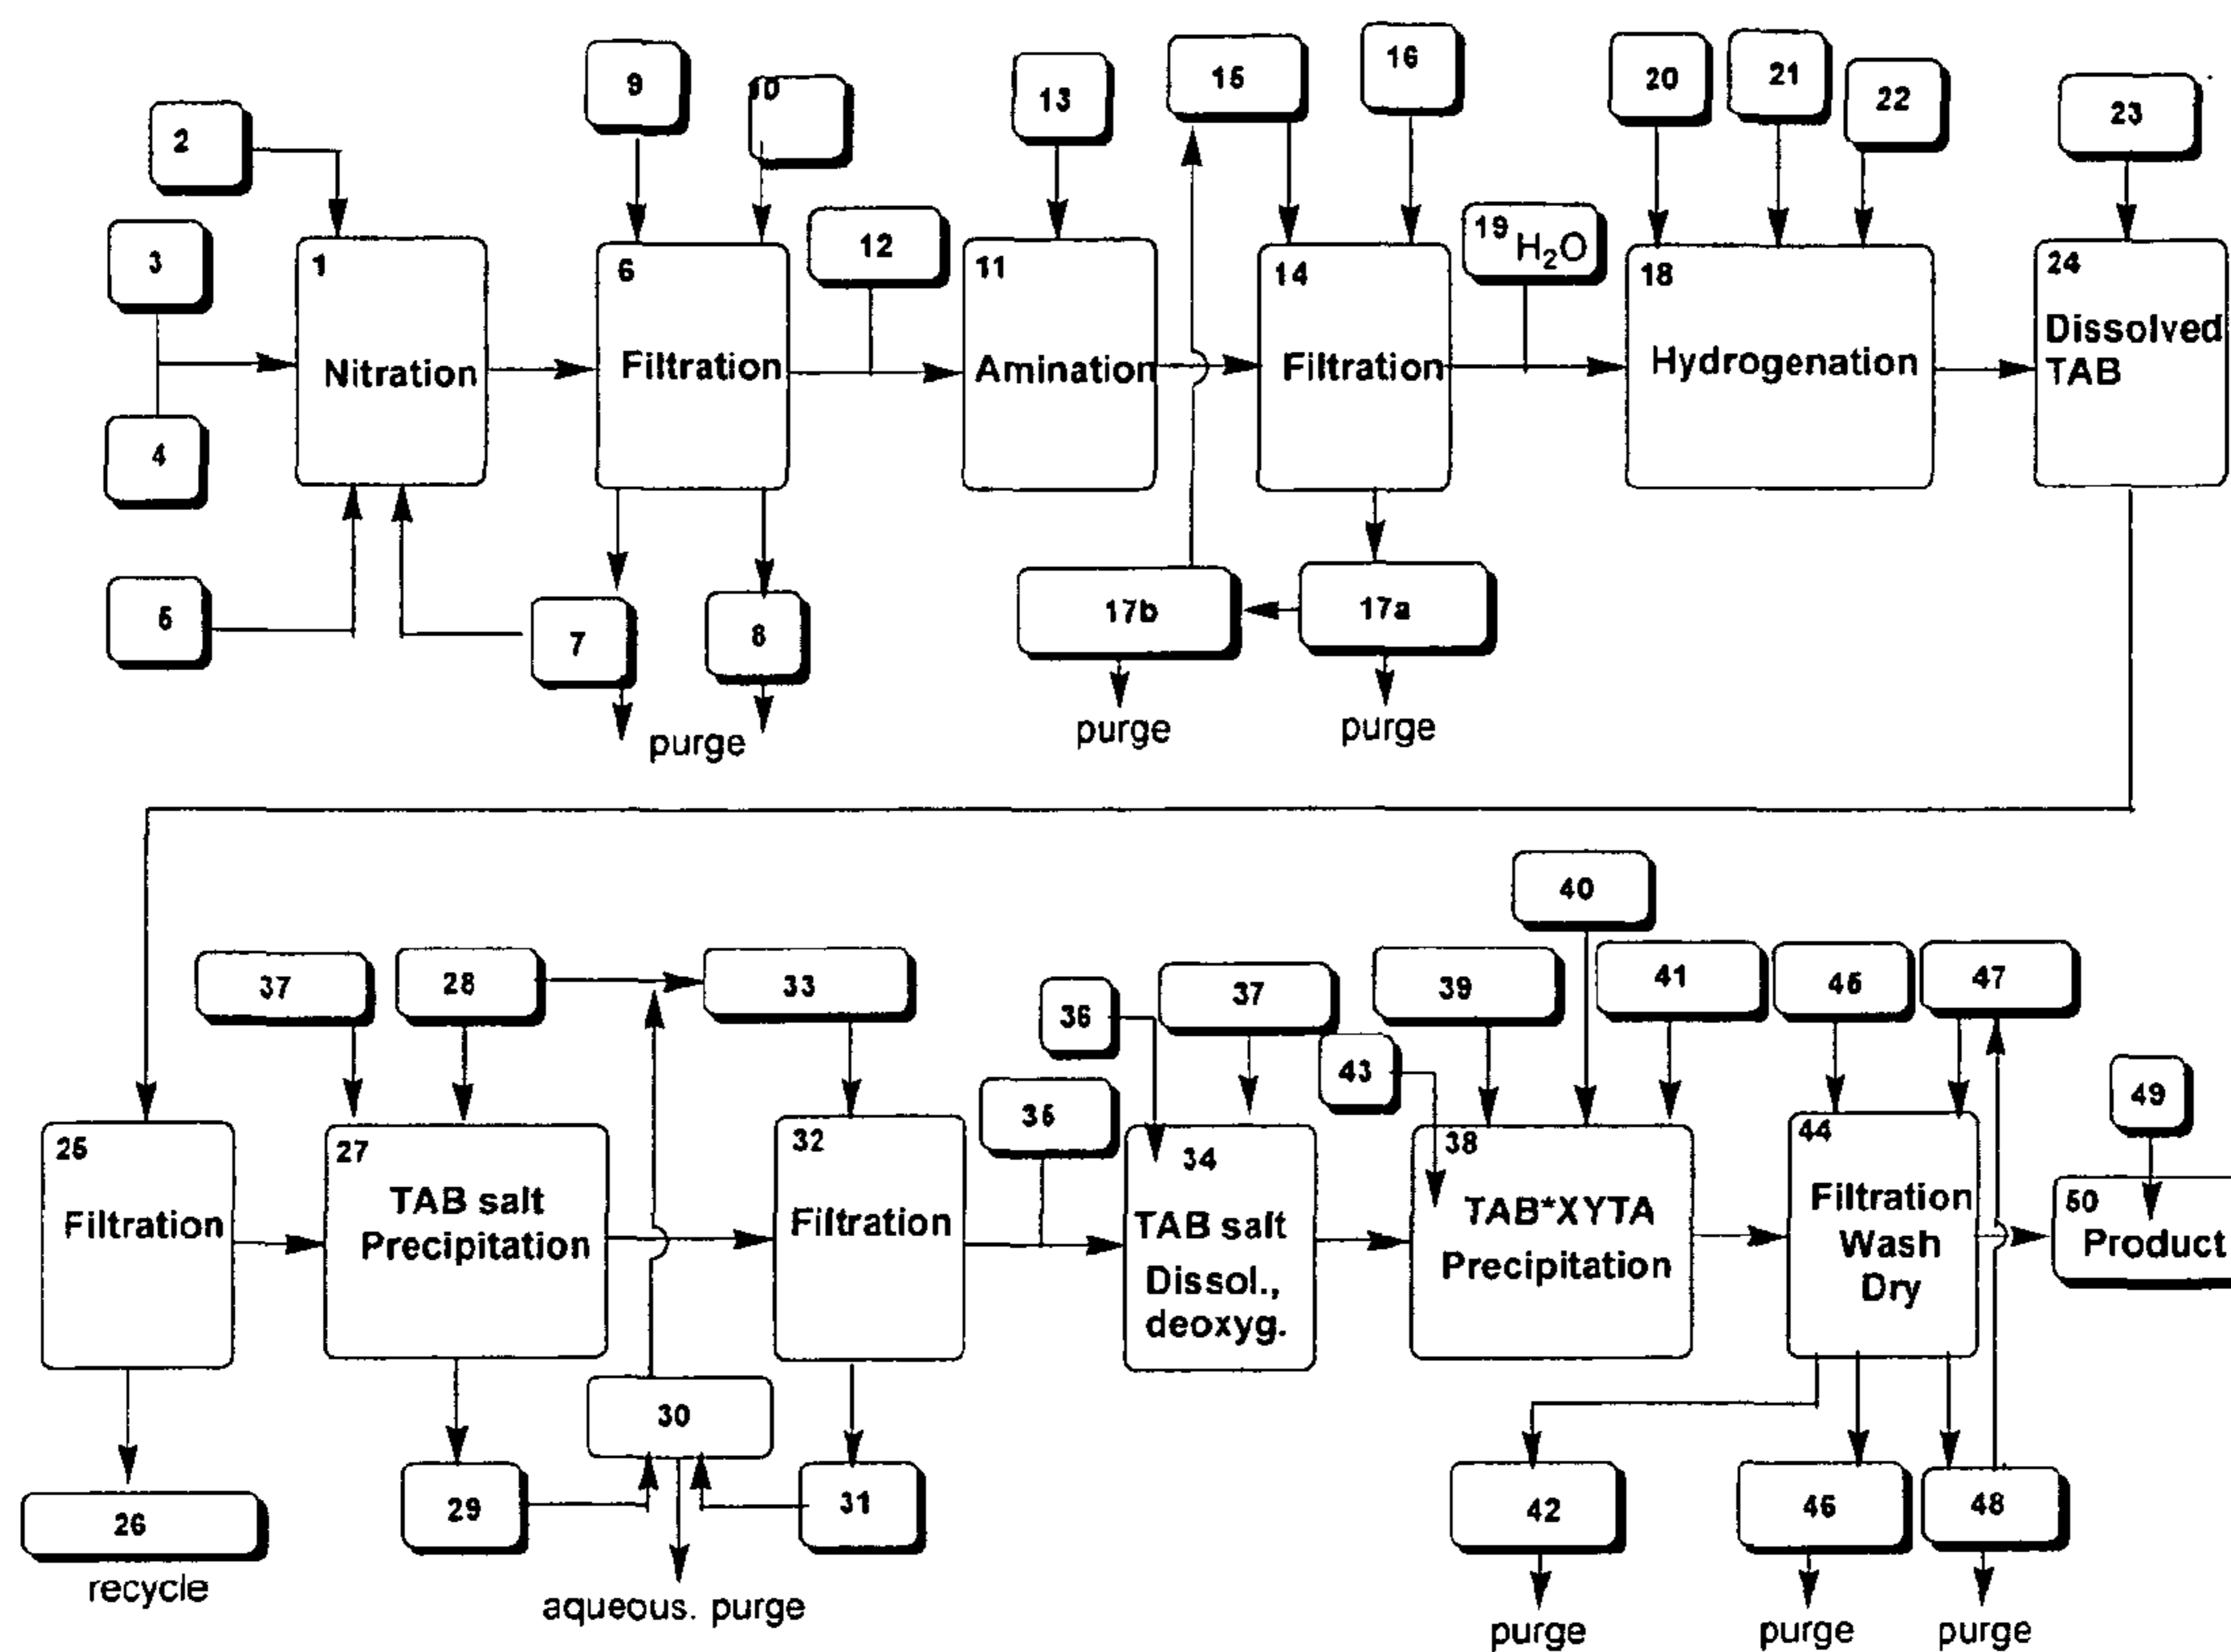 9
10
13
15
16
20
21
22
23
2
3
1
Nitration
6
Filtration
12
11
Amination
14
Filtration
19 H₂O
18
Hydrogenation
24
Dissolved
TAB
4
5
7
8
purge
17b
17a
purge
purge
40
37
28
33
36
37
39
41
45
47
43
35
49
25
Filtration
27
TAB salt
Precipitation
32
Filtration
34
TAB salt
Dissol.,
deoxyg.
38
TAB*XYTA
Precipitation
44
Filtration
Wash
Dry
50
Product
30
26
recycle
29
31
aqueous. purge
42
46
48
purge
purge
purge